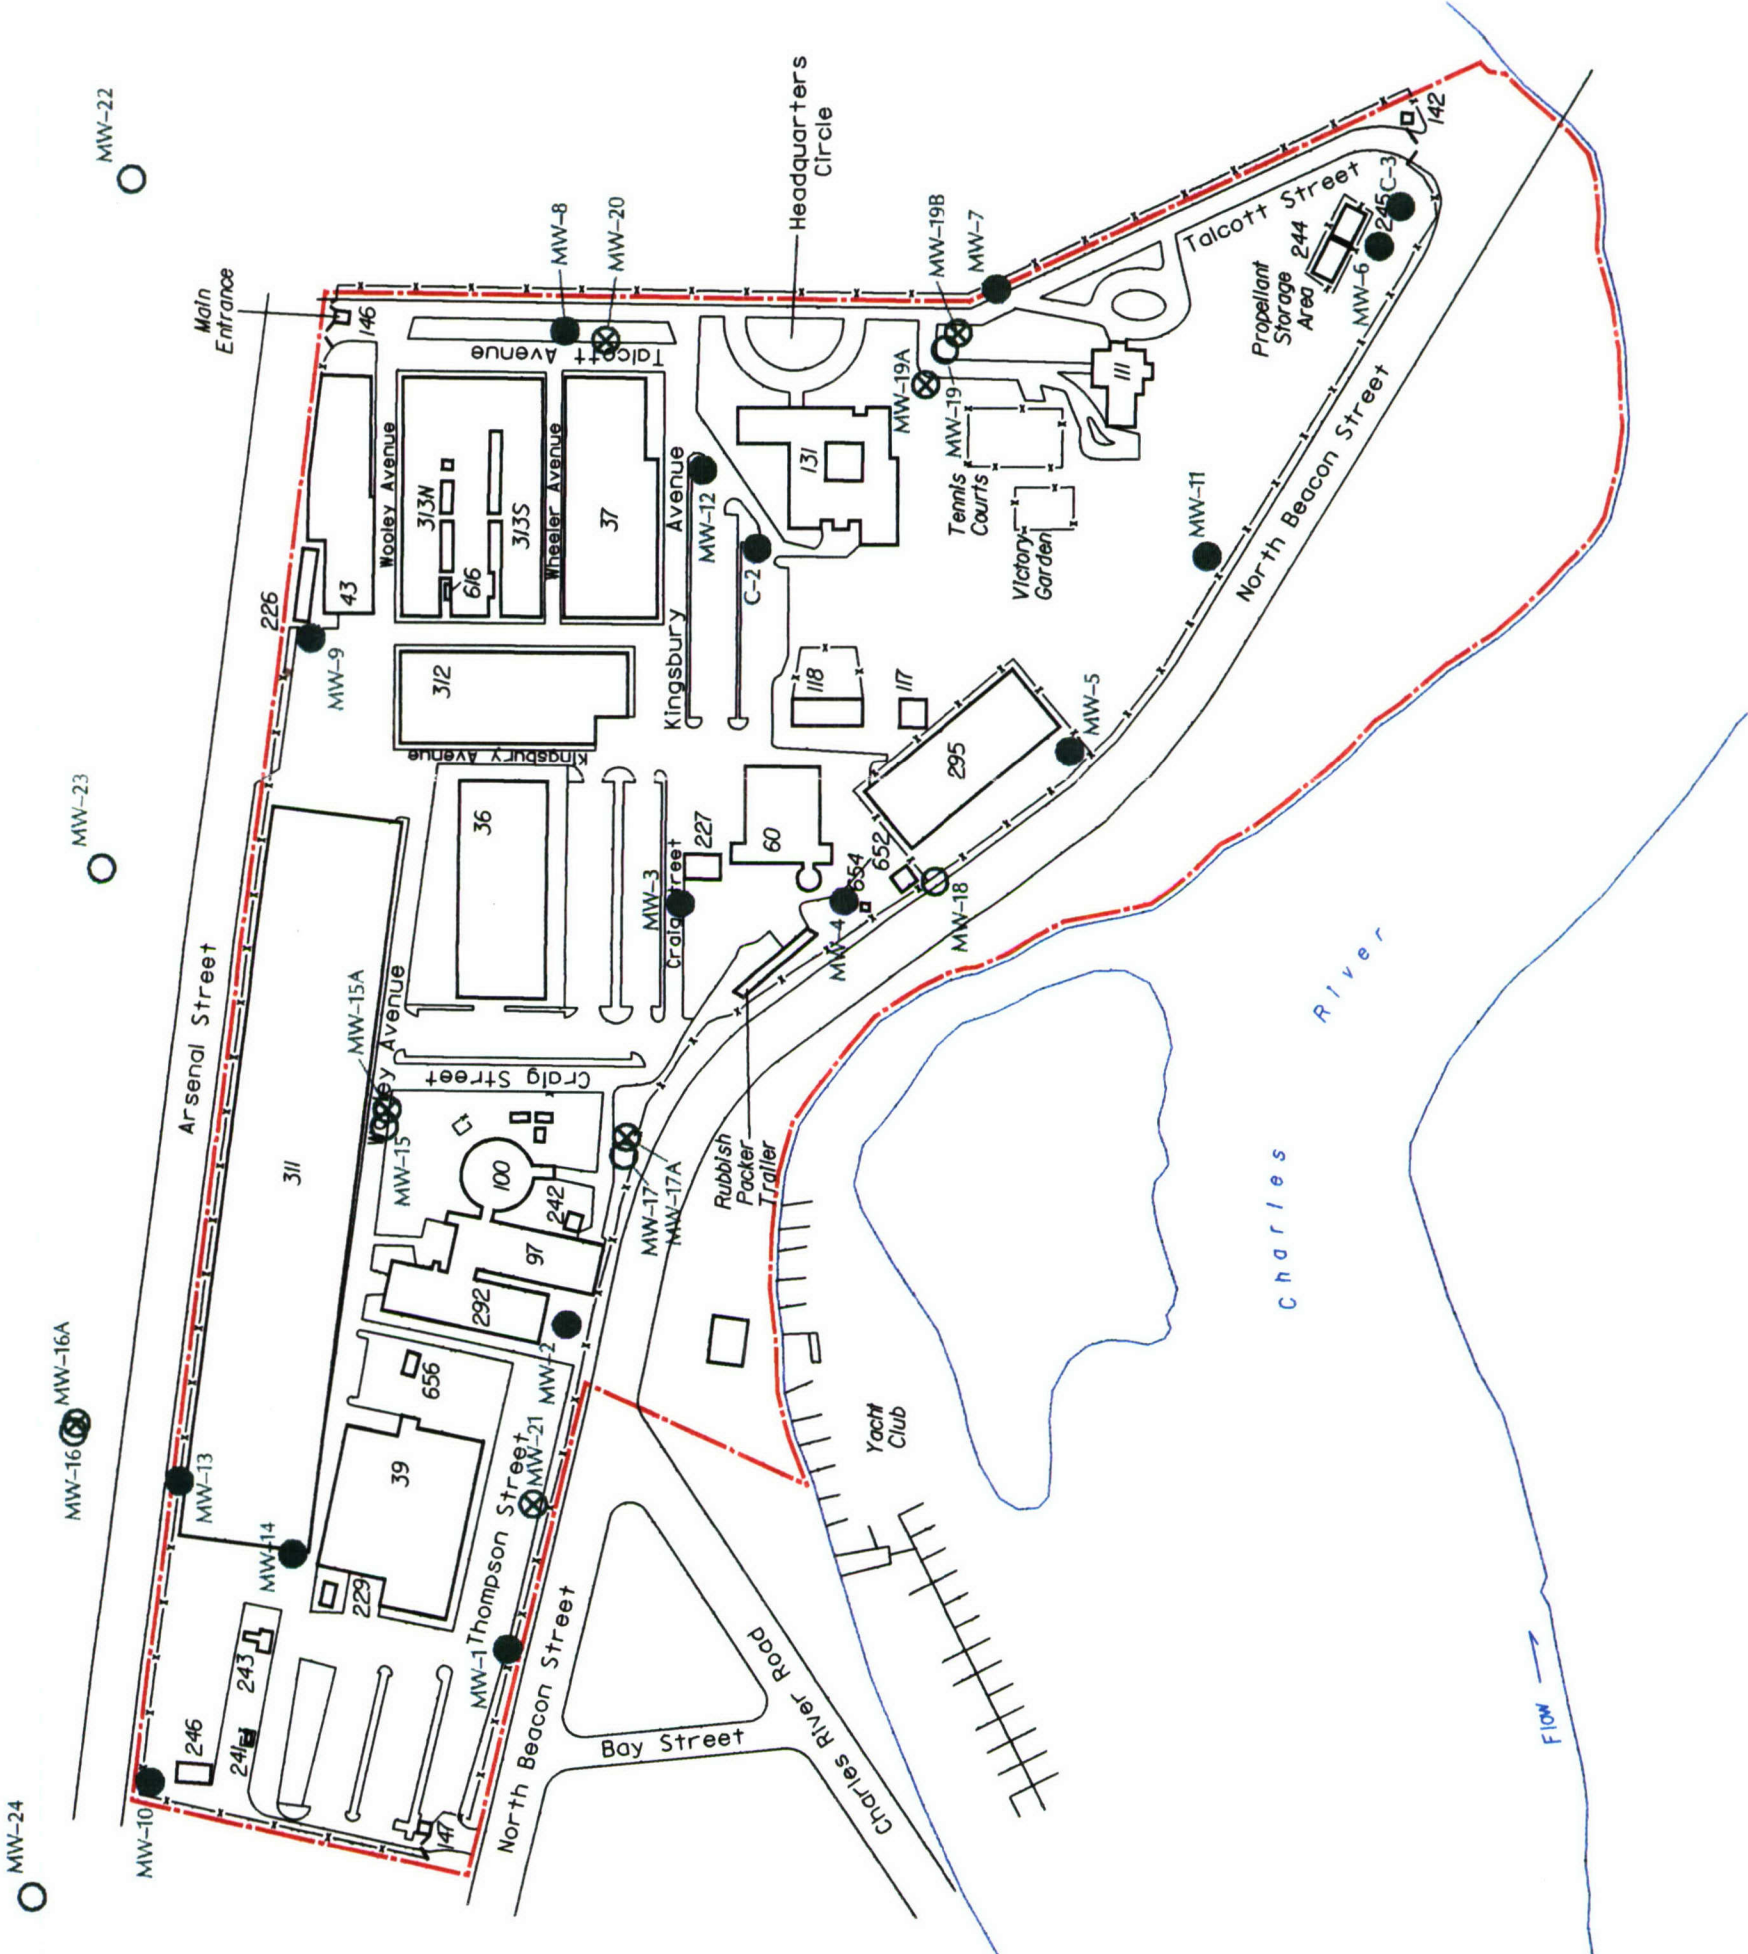 MW-22
MW-23
MW-24
MW-16
MW-16A
Main
Entrance
146
MW-8
MW-20
Headquarters
Circle
MW-19B
MW-7
142
Talcott Street
C-3
245
244
Propellant
Storage
Area
MW-6
Talcott Avenue
MW-19A
MW-19
111
Tennis
Courts
Victory
Garden
MW-11
North Beacon Street
131
Wooley Avenue
313N
313S
616
Wheeler Avenue
37
Kingsbury
Avenue
MW-12
C-2
226
43
MW-9
312
Kingsbury Avenue
118
117
295
MW-5
36
227
60
652
654
MW-3
Craig Street
MW-4
MW-18
Arsenal Street
311
MW-15A
Wooley Avenue
MW-15
Craig Street
100
242
97
292
MW-17
MW-17A
Rubbish
Packer
Trailer
MW-2
656
39
MW-21
Thompson Street
MW-13
MW-14
229
243
241
246
MW-10
147
MW-1
North Beacon Street
Bay Street
Charles River Road
Yacht
Club
Charles
River
Flow